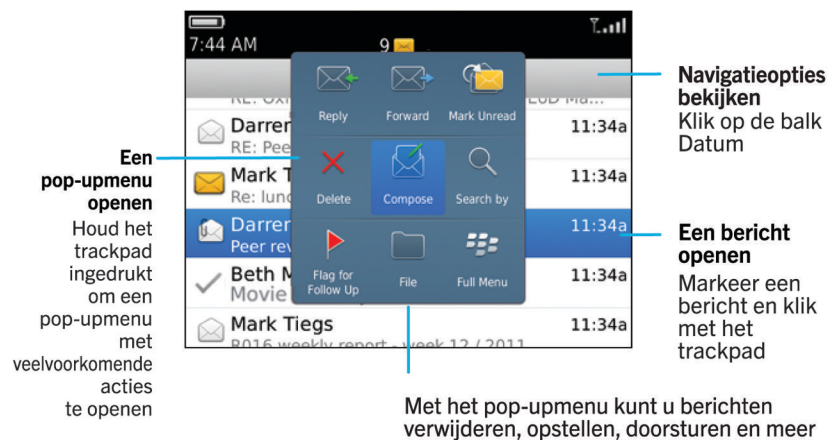 7:44 AM
9
RE: Oxf
Reply
Forward
Mark Unread
Darren
RE: Pee
11:34a
Mark T
Re: lunc
11:34a
Delete
Compose
Search by
Darren
Peer rev
11:34a
Beth M
Movie
11:34a
Flag for
Follow Up
File
Full Menu
Mark Tiegs
R016 weekly report - week 12 / 2011
11:34a
Een
pop-upmenu
openen
Houd het
trackpad
ingedrukt
om een
pop-upmenu
met
veelvoorkomende
acties
te openen
Navigatieopties
bekijken
Klik op de balk
Datum
Een bericht
openen
Markeer een
bericht en klik
met het
trackpad
Met het pop-upmenu kunt u berichten
verwijderen, opstellen, doorsturen en meer